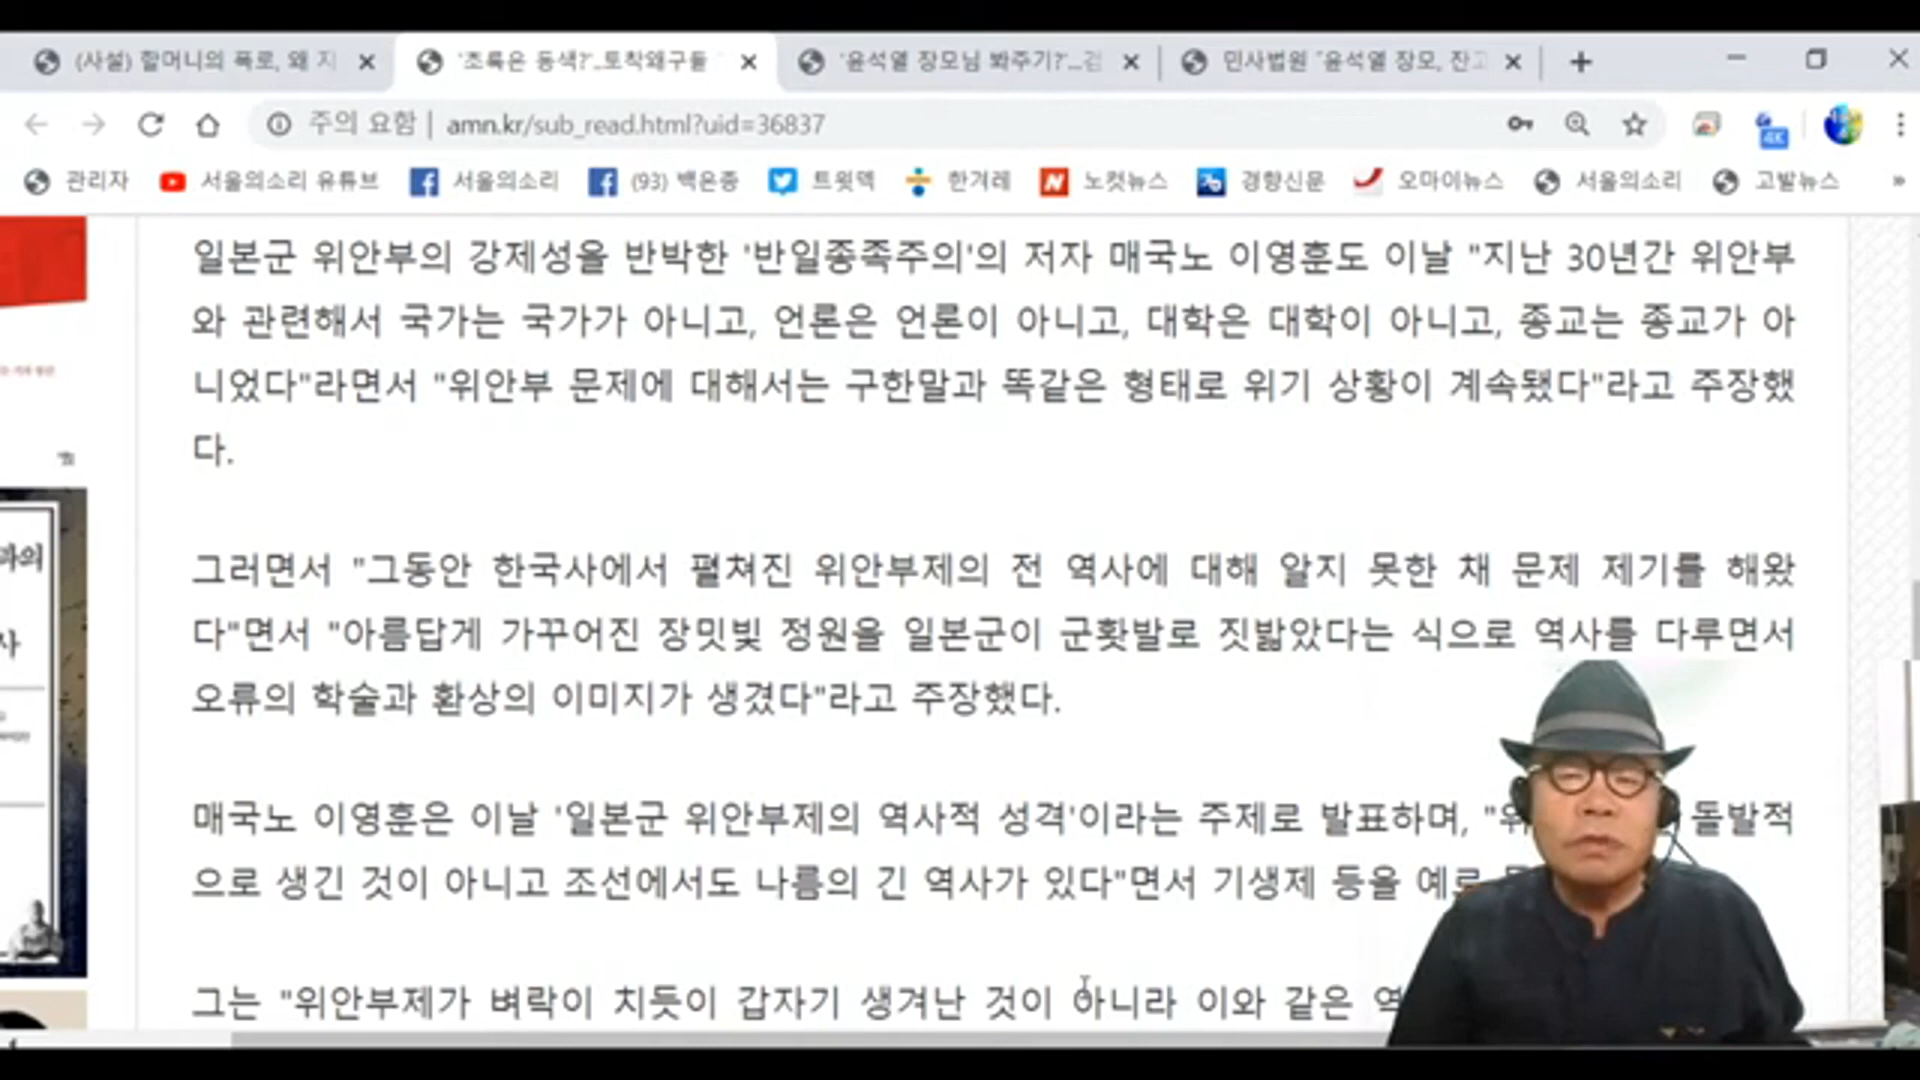 (사설) 할머니의 폭로, 왜 지
'초록은 동색?'..토착왜구들
'윤석열 장모님 봐주기?'...검
민사법원 "윤석열 장모, 잔고
주의 요함 | amn.kr/sub_read.html?uid=36837
관리자 서울의소리 유튜브 서울의소리 (93) 백은종 트윗덱 한겨레 노컷뉴스 경향신문 오마이뉴스 서울의소리 고발뉴스 »
일본군 위안부의 강제성을 반박한 '반일종족주의'의 저자 매국노 이영훈도 이날 "지난 30년간 위안부
와 관련해서 국가는 국가가 아니고, 언론은 언론이 아니고, 대학은 대학이 아니고, 종교는 종교가 아
니었다"라면서 "위안부 문제에 대해서는 구한말과 똑같은 형태로 위기 상황이 계속됐다"라고 주장했
다.
그러면서 "그동안 한국사에서 펼쳐진 위안부제의 전 역사에 대해 알지 못한 채 문제 제기를 해왔
다"면서 "아름답게 가꾸어진 장밋빛 정원을 일본군이 군홧발로 짓밟았다는 식으로 역사를 다루면서
오류의 학술과 환상의 이미지가 생겼다"라고 주장했다.
매국노 이영훈은 이날 '일본군 위안부제의 역사적 성격'이라는 주제로 발표하며, "위 돌발적
으로 생긴 것이 아니고 조선에서도 나름의 긴 역사가 있다"면서 기생제 등을 예로
그는 "위안부제가 벼락이 치듯이 갑자기 생겨난 것이 아니라 이와 같은 역
과의
사